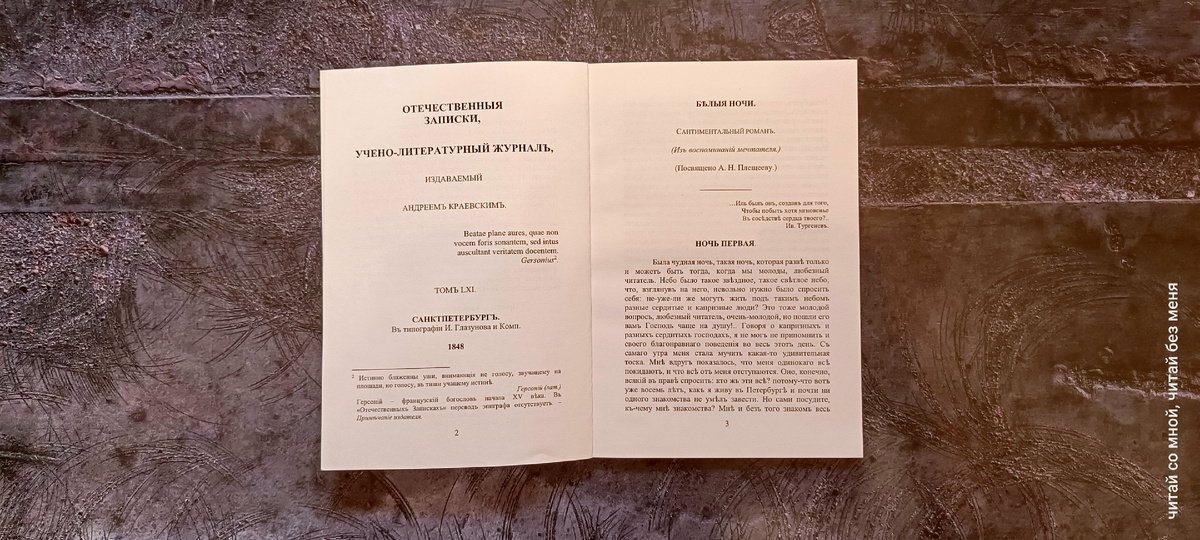 ОТЕЧЕСТВЕННЫЯ
ЗАПИСКИ,
УЧЕНО-ЛИТЕРАТУРНЫЙ ЖУРНАЛЪ,
ИЗДАВАЕМЫЙ
АНДРЕЕМЪ КРАЕВСКИМЪ.
Beatae plane aures, quae non
vocem foris sonantem, sed intus
auscultant veritatem docentem.
Gersonius².
ТОМЪ LXI.
САНКТПЕТЕРБУРГЪ.
Въ типографіи И. Глазунова и Комп.
1848
² Истинно блаженны уши, внимающія не голосу, звучащему на
площади, но голосу, въ тиши учащему истинѣ.
Герсоній (лат.)
Герсоній – французскій богословъ начала XV вѣка. Въ
«Отечественныхъ Запискахъ» переводъ эпиграфа отсутствуетъ –
Примѣчаніе издателя.
2
БѢЛЫЯ НОЧИ.
САНТИМЕНТАЛЬНЫЙ РОМАНЪ.
(Изъ воспоминаній мечтателя.)
(Посвящено А. Н. Плещееву.)
...Иль былъ онъ, созданъ для того,
Чтобы побыть хотя мгновенье
Въ сосѣдствѣ сердца твоего?..
Ив. Тургеневъ.
НОЧЬ ПЕРВАЯ.
Была чудная ночь, такая ночь, которая развѣ только
и можетъ быть тогда, когда мы молоды, любезный
читатель. Небо было такое звѣздное, такое свѣтлое небо,
что, взглянувъ на него, невольно нужно было спросить
себя: не-уже-ли же могутъ жить подъ такимъ небомъ
разные сердитые и капризные люди? Это тоже молодой
вопросъ, любезный читатель, очень-молодой, но пошли его
вамъ Господь чаще на душу!.. Говоря о капризныхъ и
разныхъ сердитыхъ господахъ, я не могъ не припомнить и
своего благонравнаго поведенія во весь этотъ день. Съ
самаго утра меня стала мучить какая-то удивительная
тоска. Мнѣ вдругъ показалось, что меня одинокаго всѣ
покидаютъ, и что всѣ отъ меня отступаются. Оно, конечно,
всякой въ правѣ спросить: кто жъ эти всѣ? потому-что вотъ
уже восемь лѣтъ, какъ я живу въ Петербургѣ и почти ни
одного знакомства не умѣлъ завести. Но сами посудите,
къ-чему мнѣ знакомства? Мнѣ и безъ того знакомъ весь
3
читай со мной, читай без меня